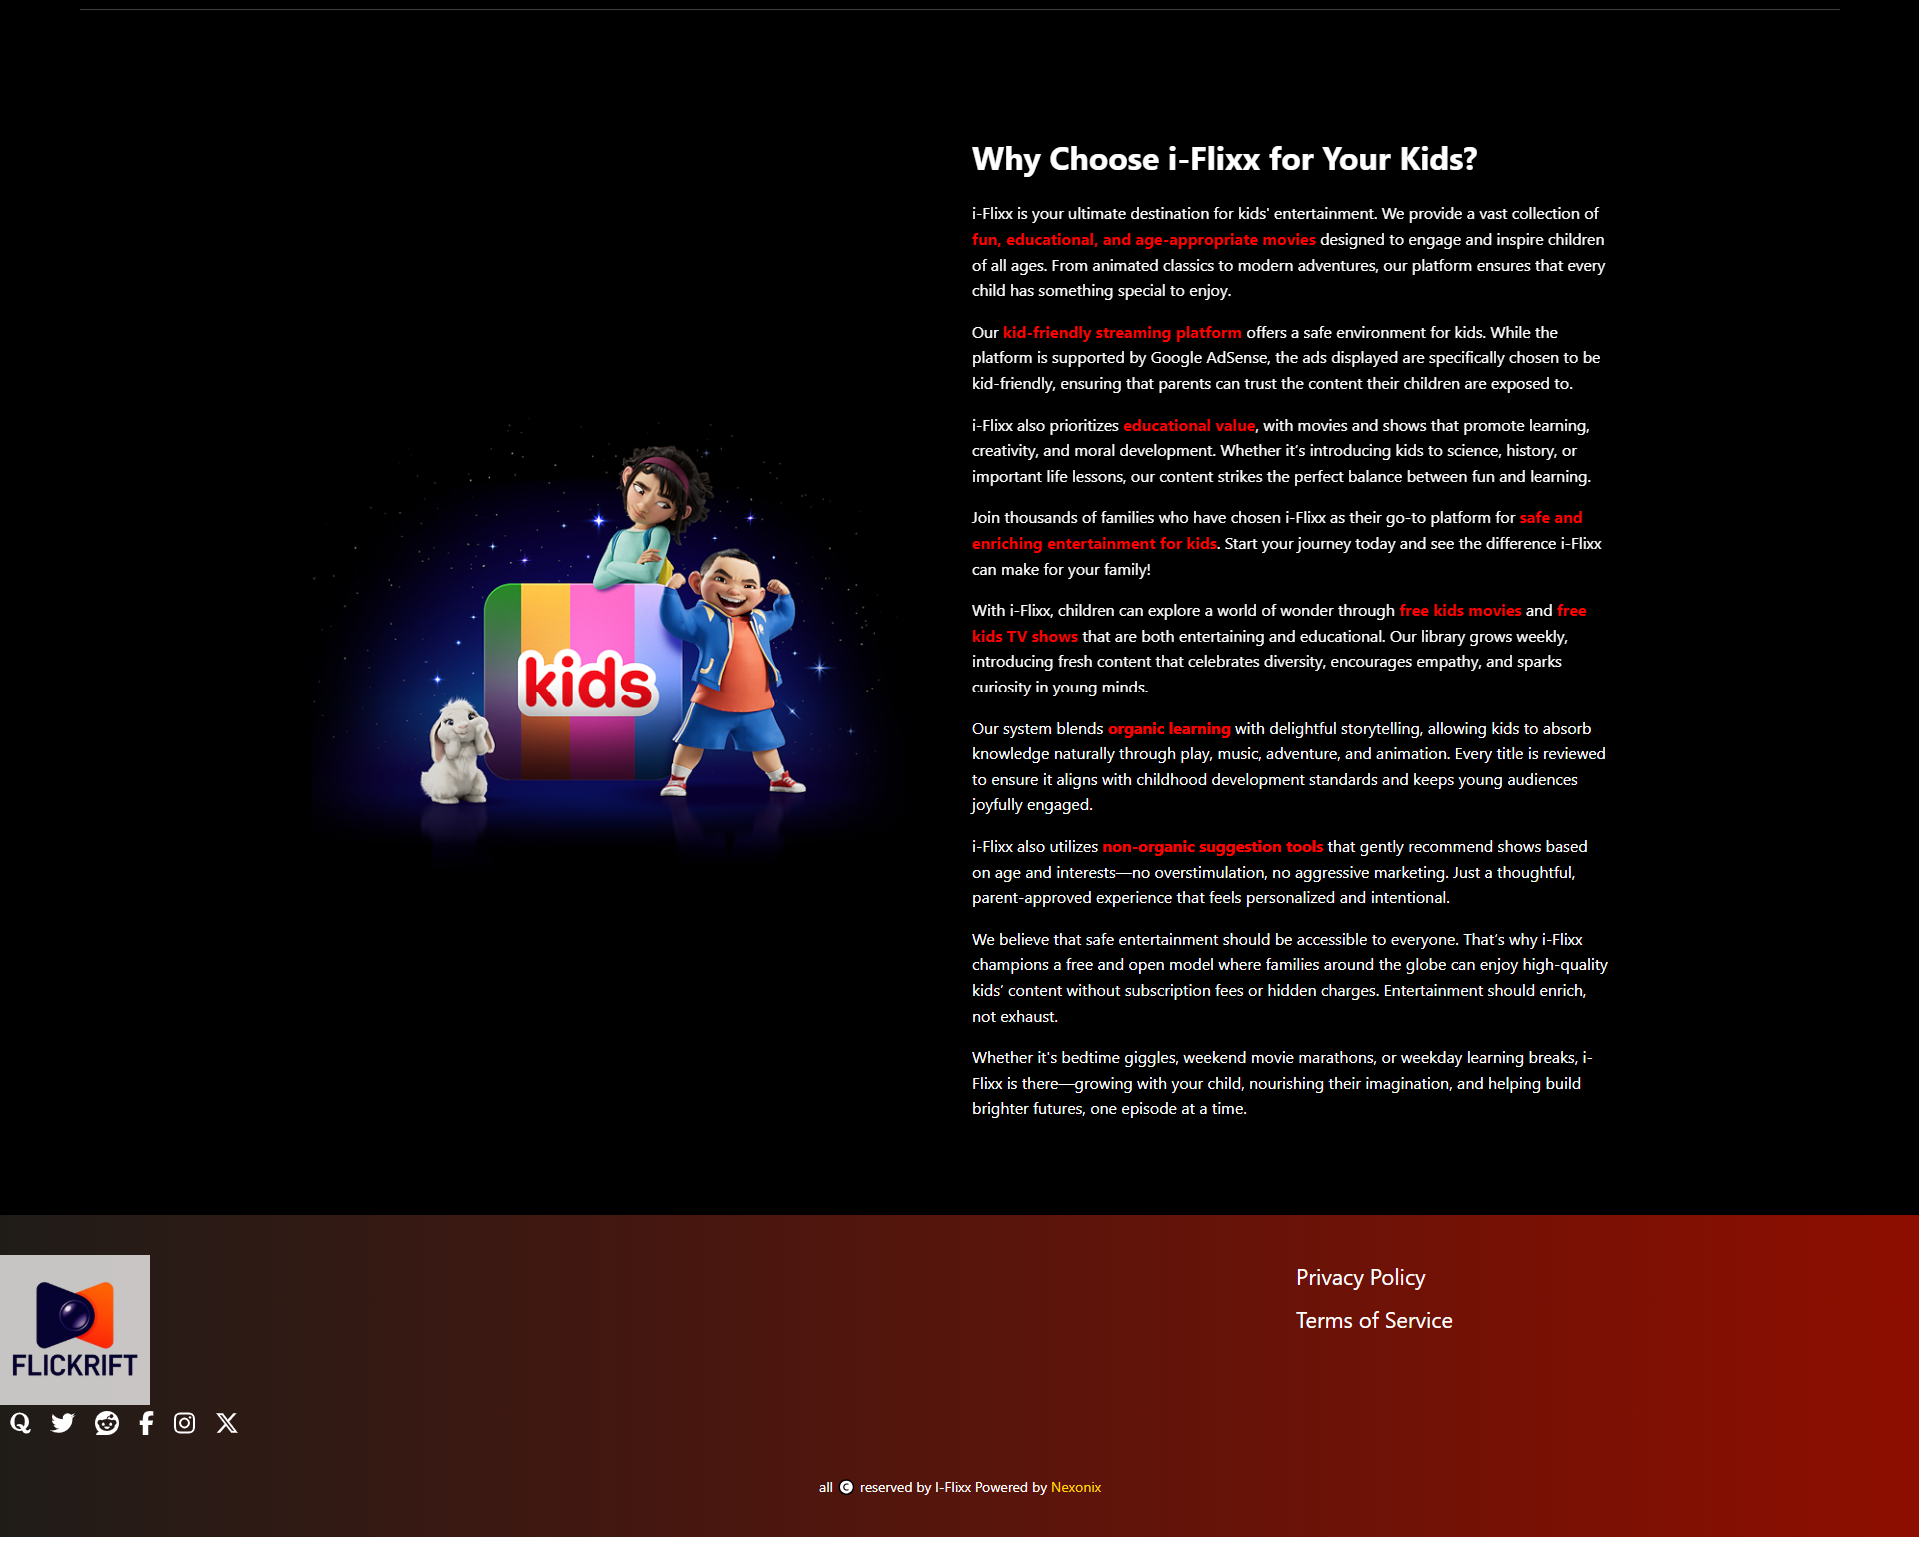 Why Choose i-Flixx for Your Kids?
i-Flixx is your ultimate destination for kids' entertainment. We provide a vast collection of
fun, educational, and age-appropriate movies designed to engage and inspire children
of all ages. From animated classics to modern adventures, our platform ensures that every
child has something special to enjoy.
Our kid-friendly streaming platform offers a safe environment for kids. While the
platform is supported by Google AdSense, the ads displayed are specifically chosen to be
kid-friendly, ensuring that parents can trust the content their children are exposed to.
i-Flixx also prioritizes educational value, with movies and shows that promote learning,
creativity, and moral development. Whether it’s introducing kids to science, history, or
important life lessons, our content strikes the perfect balance between fun and learning.
Join thousands of families who have chosen i-Flixx as their go-to platform for safe and
enriching entertainment for kids. Start your journey today and see the difference i-Flixx
can make for your family!
With i-Flixx, children can explore a world of wonder through free kids movies and free
kids TV shows that are both entertaining and educational. Our library grows weekly,
introducing fresh content that celebrates diversity, encourages empathy, and sparks
curiosity in young minds.
Our system blends organic learning with delightful storytelling, allowing kids to absorb
knowledge naturally through play, music, adventure, and animation. Every title is reviewed
to ensure it aligns with childhood development standards and keeps young audiences
joyfully engaged.
i-Flixx also utilizes non-organic suggestion tools that gently recommend shows based
on age and interests—no overstimulation, no aggressive marketing. Just a thoughtful,
parent-approved experience that feels personalized and intentional.
We believe that safe entertainment should be accessible to everyone. That’s why i-Flixx
champions a free and open model where families around the globe can enjoy high-quality
kids’ content without subscription fees or hidden charges. Entertainment should enrich,
not exhaust.
Whether it's bedtime giggles, weekend movie marathons, or weekday learning breaks, i-
Flixx is there—growing with your child, nourishing their imagination, and helping build
brighter futures, one episode at a time.
kids
FLICKRIFT
Privacy Policy
Terms of Service
all © reserved by I-Flixx Powered by Nexonix